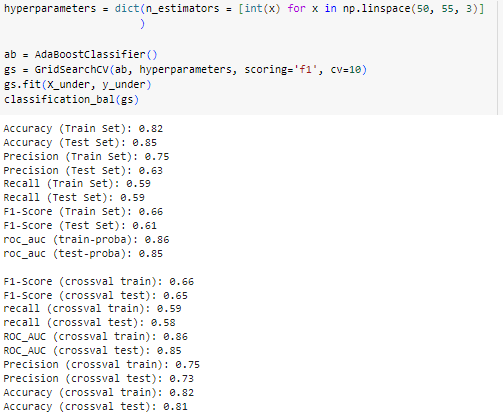 hyperparameters = dict(n_estimators = [int(x) for x in np.linspace(50, 55, 3)]
)
ab = AdaBoostClassifier()
gs = GridSearchCV(ab, hyperparameters, scoring='f1', cv=10)
gs.fit(X_under, y_under)
classification_bal(gs)
Accuracy (Train Set): 0.82
Accuracy (Test Set): 0.85
Precision (Train Set): 0.75
Precision (Test Set): 0.63
Recall (Train Set): 0.59
Recall (Test Set): 0.59
F1-Score (Train Set): 0.66
F1-Score (Test Set): 0.61
roc_auc (train-proba): 0.86
roc_auc (test-proba): 0.85
F1-Score (crossval train): 0.66
F1-Score (crossval test): 0.65
recall (crossval train): 0.59
recall (crossval test): 0.58
ROC_AUC (crossval train): 0.86
ROC_AUC (crossval test): 0.85
Precision (crossval train): 0.75
Precision (crossval test): 0.73
Accuracy (crossval train): 0.82
Accuracy (crossval test): 0.81